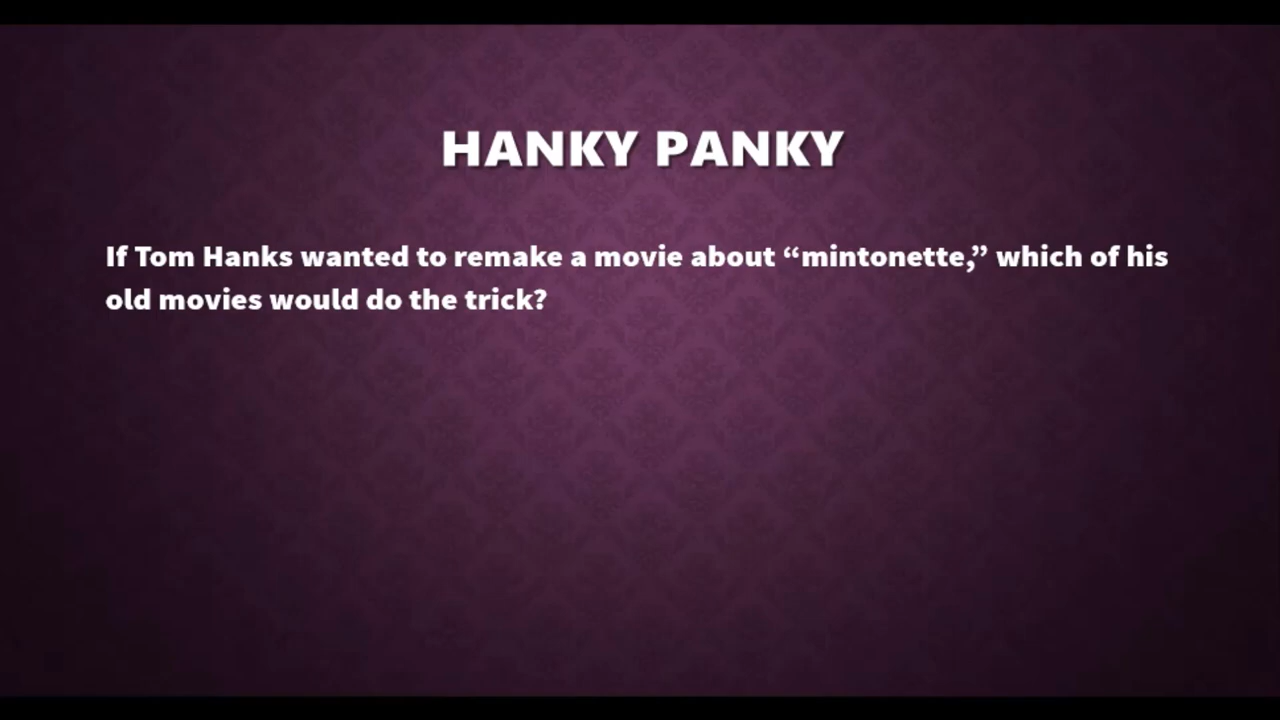 HANKY PANKY
If Tom Hanks wanted to remake a movie about “mintonette,” which of his
old movies would do the trick?